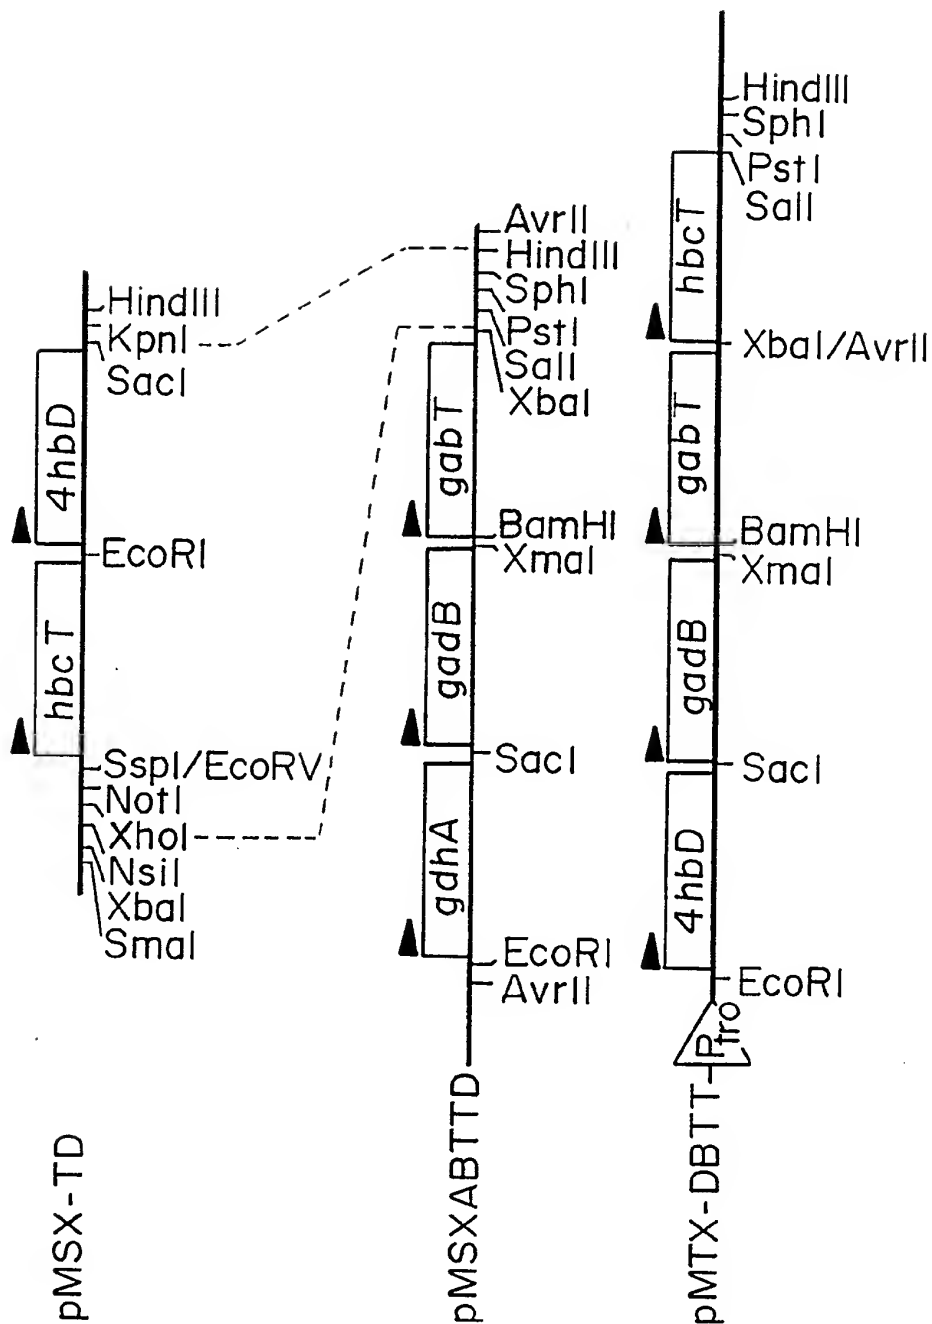 pMSX-TD
HindIII
KpnI
SacI
4hbD
EcoRI
hbcT
SspI/EcoRV
NotI
XhoI
NsiI
XbaI
SmaI
pMSXABTTD
AvrII
HindIII
SphI
PstI
SalI
XbaI
gabT
BamHI
XmaI
gadB
SacI
gdhA
EcoRI
AvrII
pMTX-DBTT
HindIII
SphI
PstI
SalI
hbcT
XbaI/AvrII
gabT
BamHI
XmaI
gadB
SacI
4hbD
EcoRI
Ptro